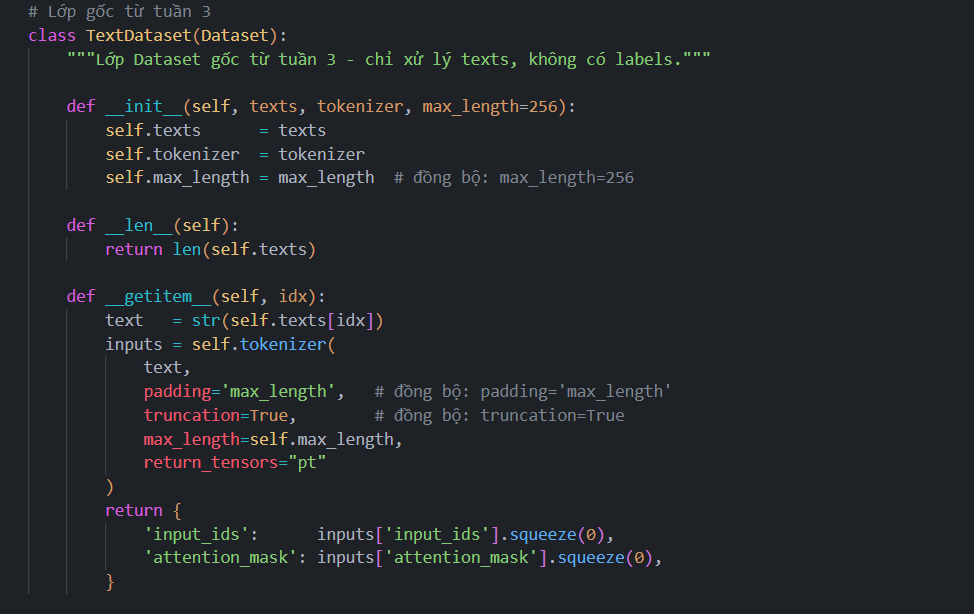 # Lớp gốc từ tuần 3
class TextDataset(Dataset):
    """Lớp Dataset gốc từ tuần 3 - chỉ xử lý texts, không có labels."""

    def __init__(self, texts, tokenizer, max_length=256):
        self.texts      = texts
        self.tokenizer  = tokenizer
        self.max_length = max_length  # đồng bộ: max_length=256

    def __len__(self):
        return len(self.texts)

    def __getitem__(self, idx):
        text   = str(self.texts[idx])
        inputs = self.tokenizer(
            text,
            padding='max_length',   # đồng bộ: padding='max_length'
            truncation=True,        # đồng bộ: truncation=True
            max_length=self.max_length,
            return_tensors="pt"
        )
        return {
            'input_ids':      inputs['input_ids'].squeeze(0),
            'attention_mask': inputs['attention_mask'].squeeze(0),
        }